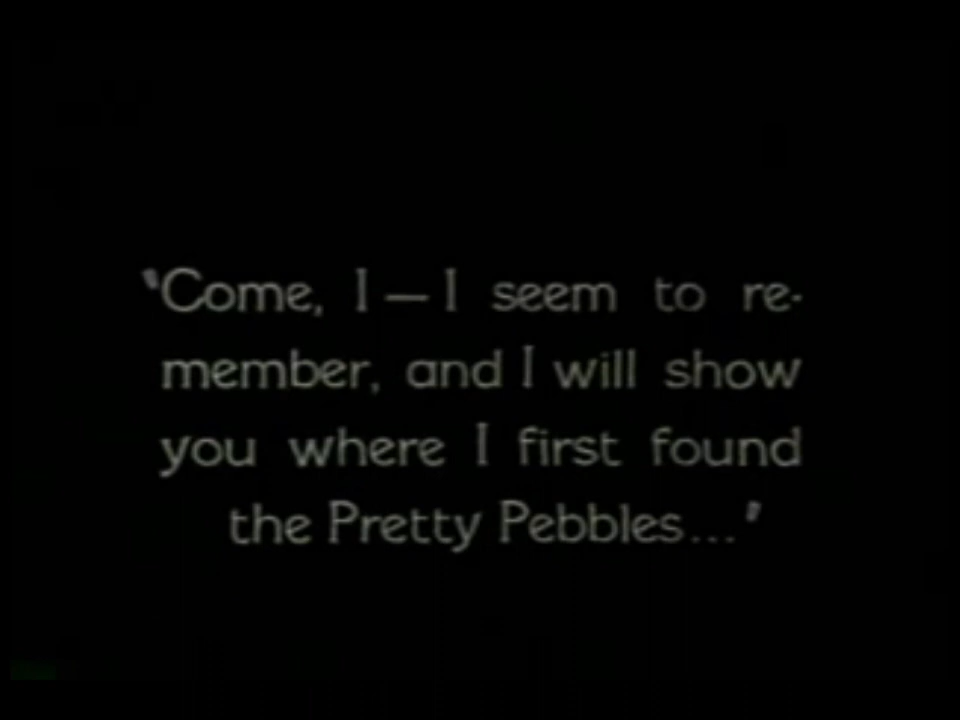 "Come, I — I seem to re-
member, and I will show
you where I first found
the Pretty Pebbles..."